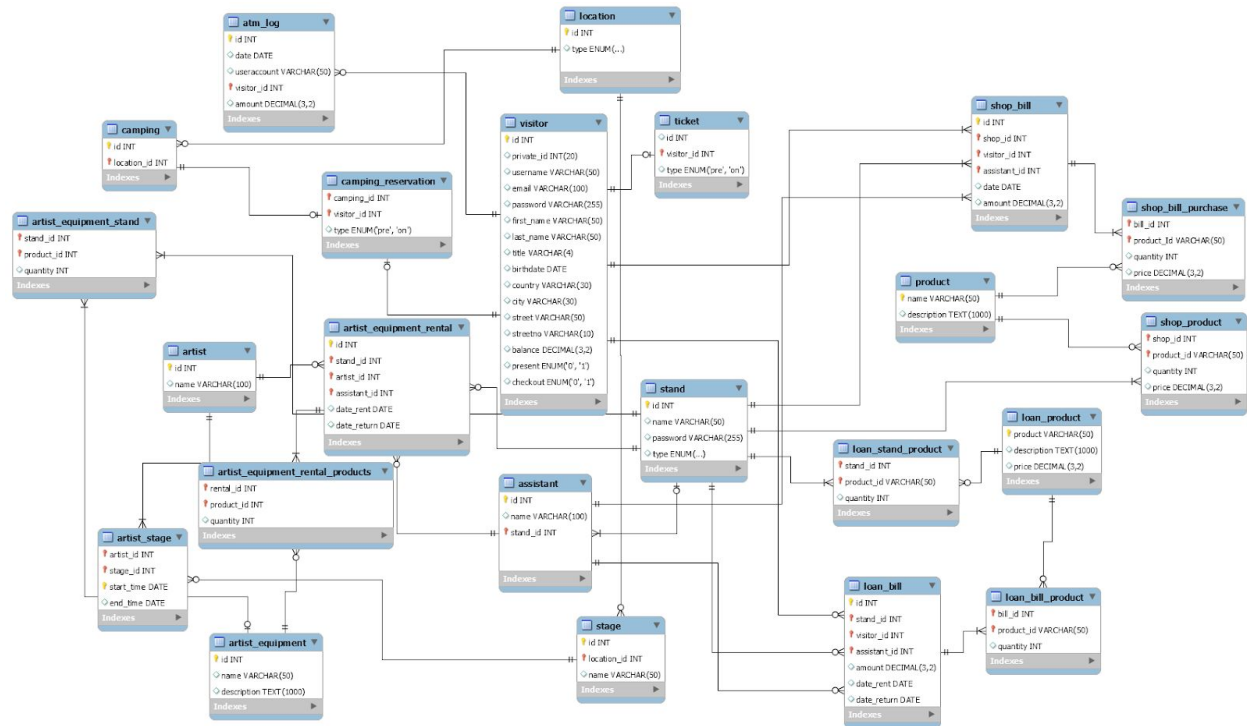 atm_log
id INT
date DATE
useraccount VARCHAR(50)
visitor_id INT
amount DECIMAL(3,2)
Indexes
location
id INT
type ENUM(...)
Indexes
camping
id INT
location_id INT
Indexes
visitor
id INT
private_id INT(20)
username VARCHAR(50)
email VARCHAR(100)
password VARCHAR(255)
first_name VARCHAR(50)
last_name VARCHAR(50)
title VARCHAR(4)
birthdate DATE
country VARCHAR(30)
city VARCHAR(30)
street VARCHAR(50)
streetno VARCHAR(10)
balance DECIMAL(3,2)
present ENUM('0', '1')
checkout ENUM('0', '1')
Indexes
ticket
id INT
visitor_id INT
type ENUM('pre', 'on')
Indexes
shop_bill
id INT
shop_id INT
visitor_id INT
assistant_id INT
date DATE
amount DECIMAL(3,2)
Indexes
camping_reservation
camping_id INT
visitor_id INT
type ENUM('pre', 'on')
Indexes
shop_bill_purchase
bill_id INT
product_Id VARCHAR(50)
quantity INT
price DECIMAL(3,2)
Indexes
artist_equipment_stand
stand_id INT
product_id INT
quantity INT
Indexes
product
name VARCHAR(50)
description TEXT(1000)
Indexes
shop_product
shop_id INT
product_id VARCHAR(50)
quantity INT
price DECIMAL(3,2)
Indexes
artist_equipment_rental
id INT
stand_id INT
artist_id INT
assistant_id INT
date_rent DATE
date_return DATE
Indexes
artist
id INT
name VARCHAR(100)
Indexes
stand
id INT
name VARCHAR(50)
password VARCHAR(255)
type ENUM(...)
Indexes
loan_product
product VARCHAR(50)
description TEXT(1000)
price DECIMAL(3,2)
Indexes
loan_stand_product
stand_id INT
product_id VARCHAR(50)
quantity INT
Indexes
artist_equipment_rental_products
rental_id INT
product_id INT
quantity INT
Indexes
assistant
id INT
name VARCHAR(100)
stand_id INT
Indexes
artist_stage
artist_id INT
stage_id INT
start_time DATE
end_time DATE
Indexes
loan_bill
id INT
stand_id INT
visitor_id INT
assistant_id INT
amount DECIMAL(3,2)
date_rent DATE
date_return DATE
Indexes
loan_bill_product
bill_id INT
product_id VARCHAR(50)
quantity INT
Indexes
artist_equipment
id INT
name VARCHAR(50)
description TEXT(1000)
Indexes
stage
id INT
location_id INT
name VARCHAR(50)
Indexes